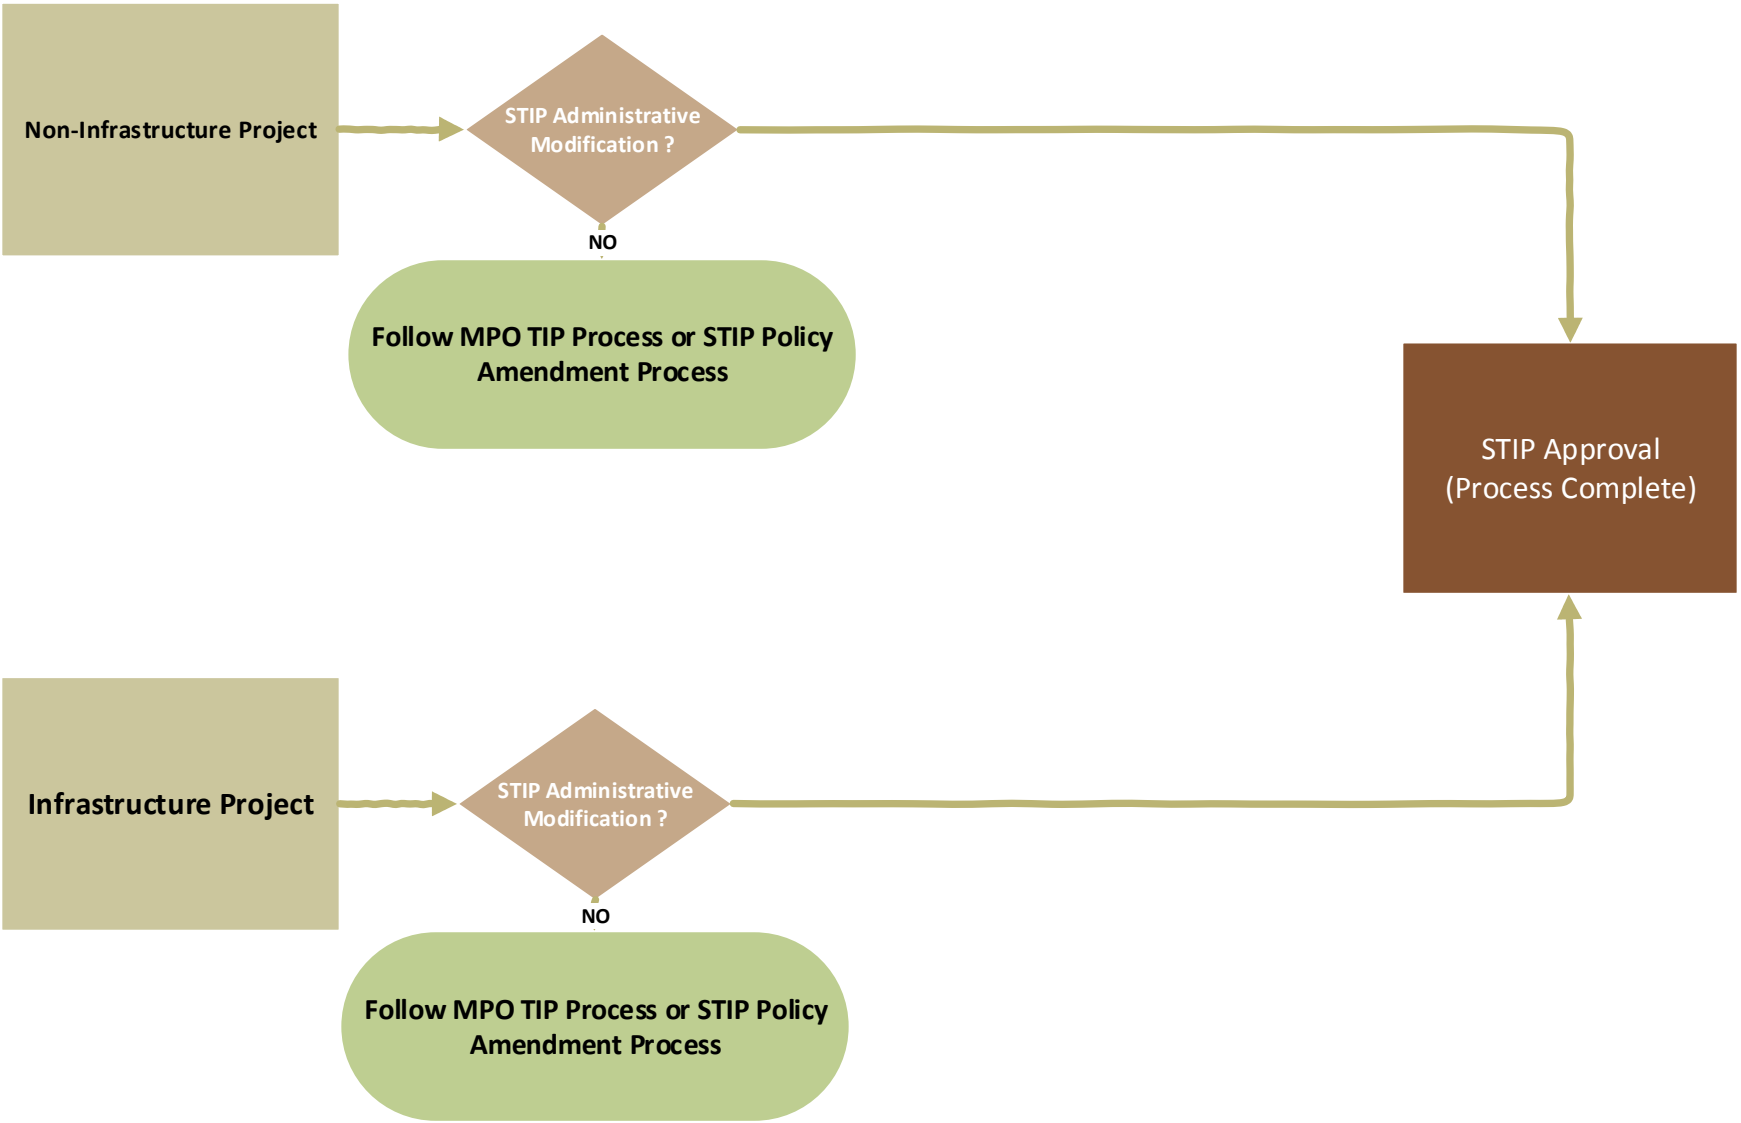 Non-Infrastructure Project
STIP Administrative
Modification ?
NO
Follow MPO TIP Process or STIP Policy
Amendment Process
STIP Approval
(Process Complete)
Infrastructure Project
STIP Administrative
Modification ?
NO
Follow MPO TIP Process or STIP Policy
Amendment Process